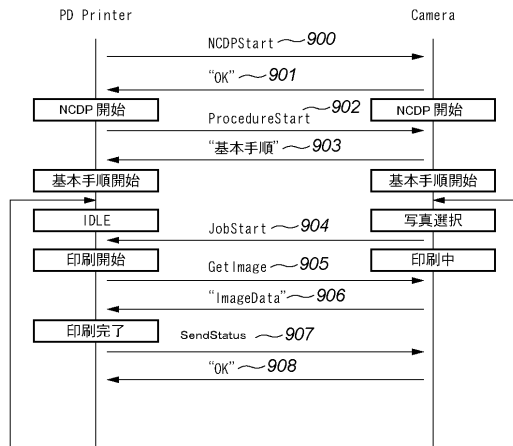 PD Printer Camera
NCDPStart 900
“OK” 901
NCDP 開始 NCDP 開始
ProcedureStart 902
“基本手順” 903
基本手順開始 基本手順開始
IDLE 写真選択
JobStart 904
印刷開始 印刷中
GetImage 905
“ImageData” 906
印刷完了
SendStatus 907
“OK” 908